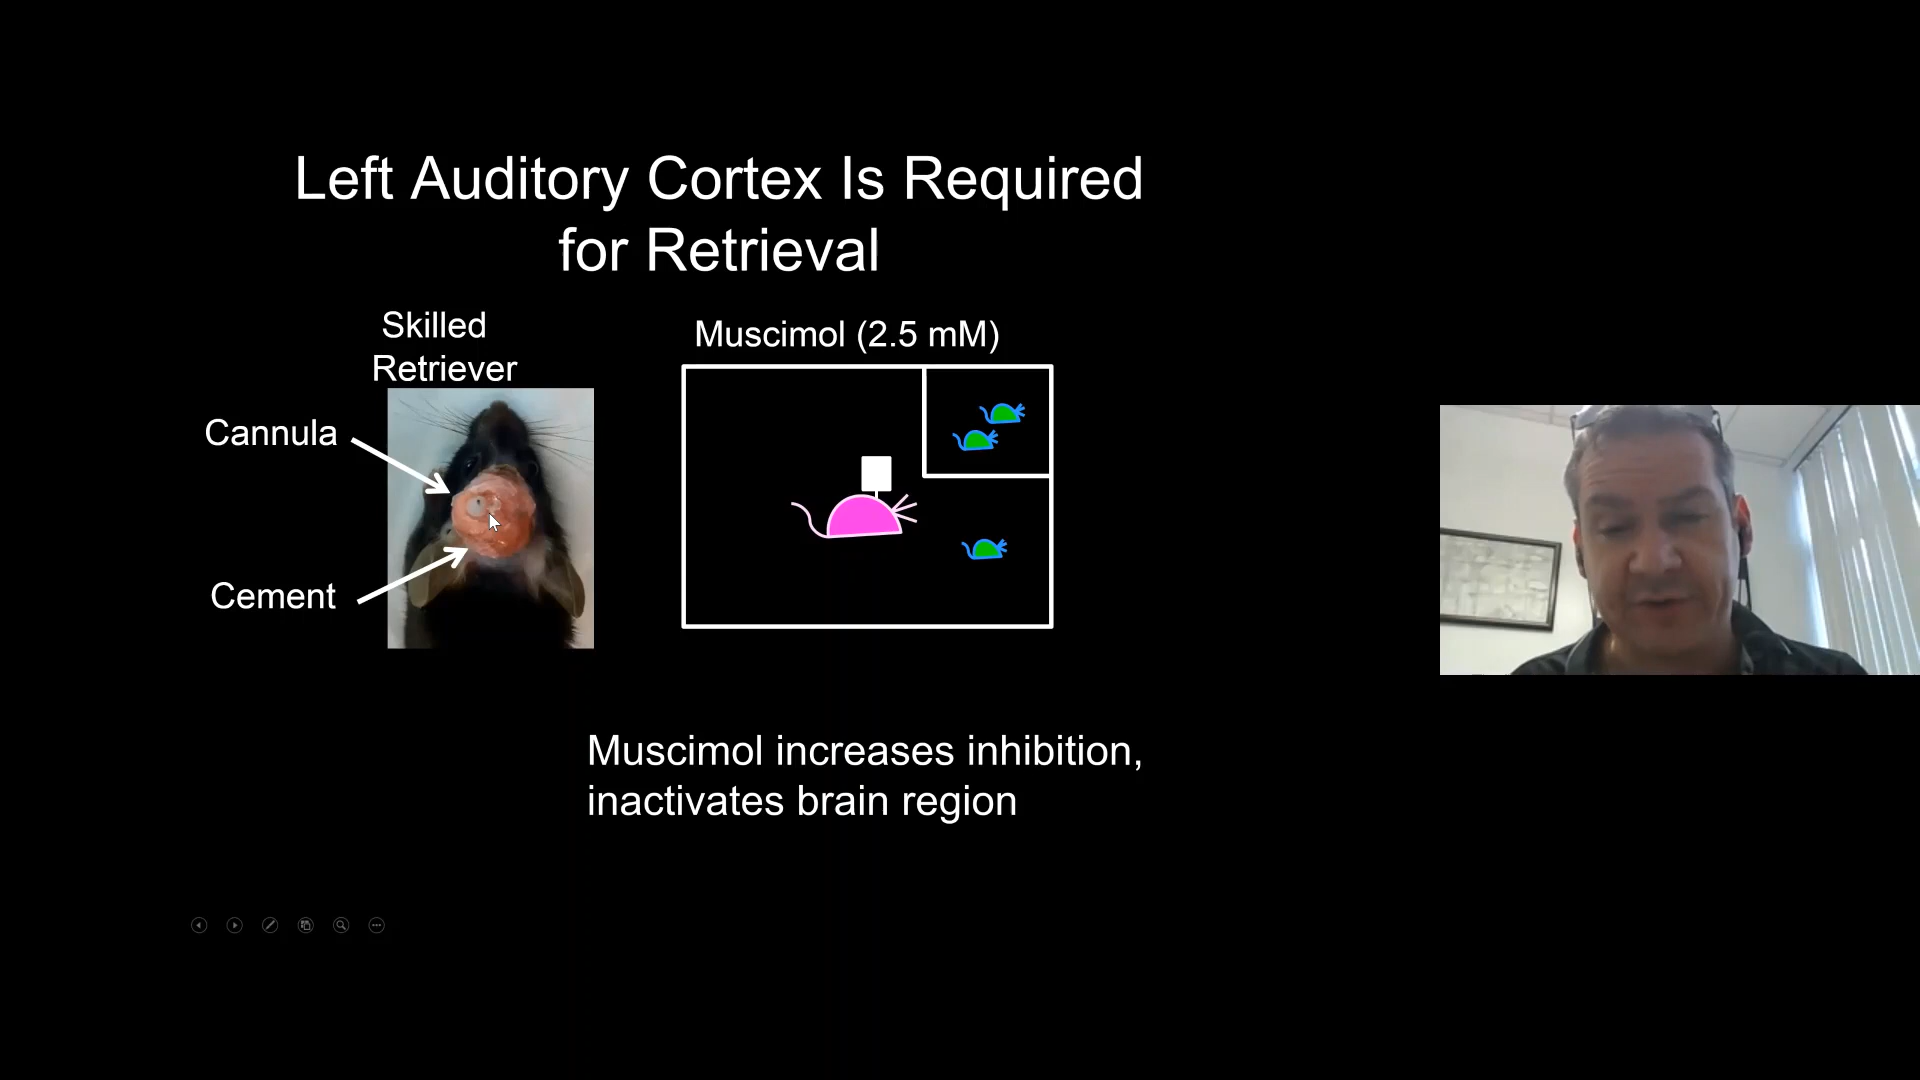 Left Auditory Cortex Is Required
for Retrieval
Skilled
Retriever
Muscimol (2.5 mM)
Cannula
Cement
Muscimol increases inhibition,
inactivates brain region